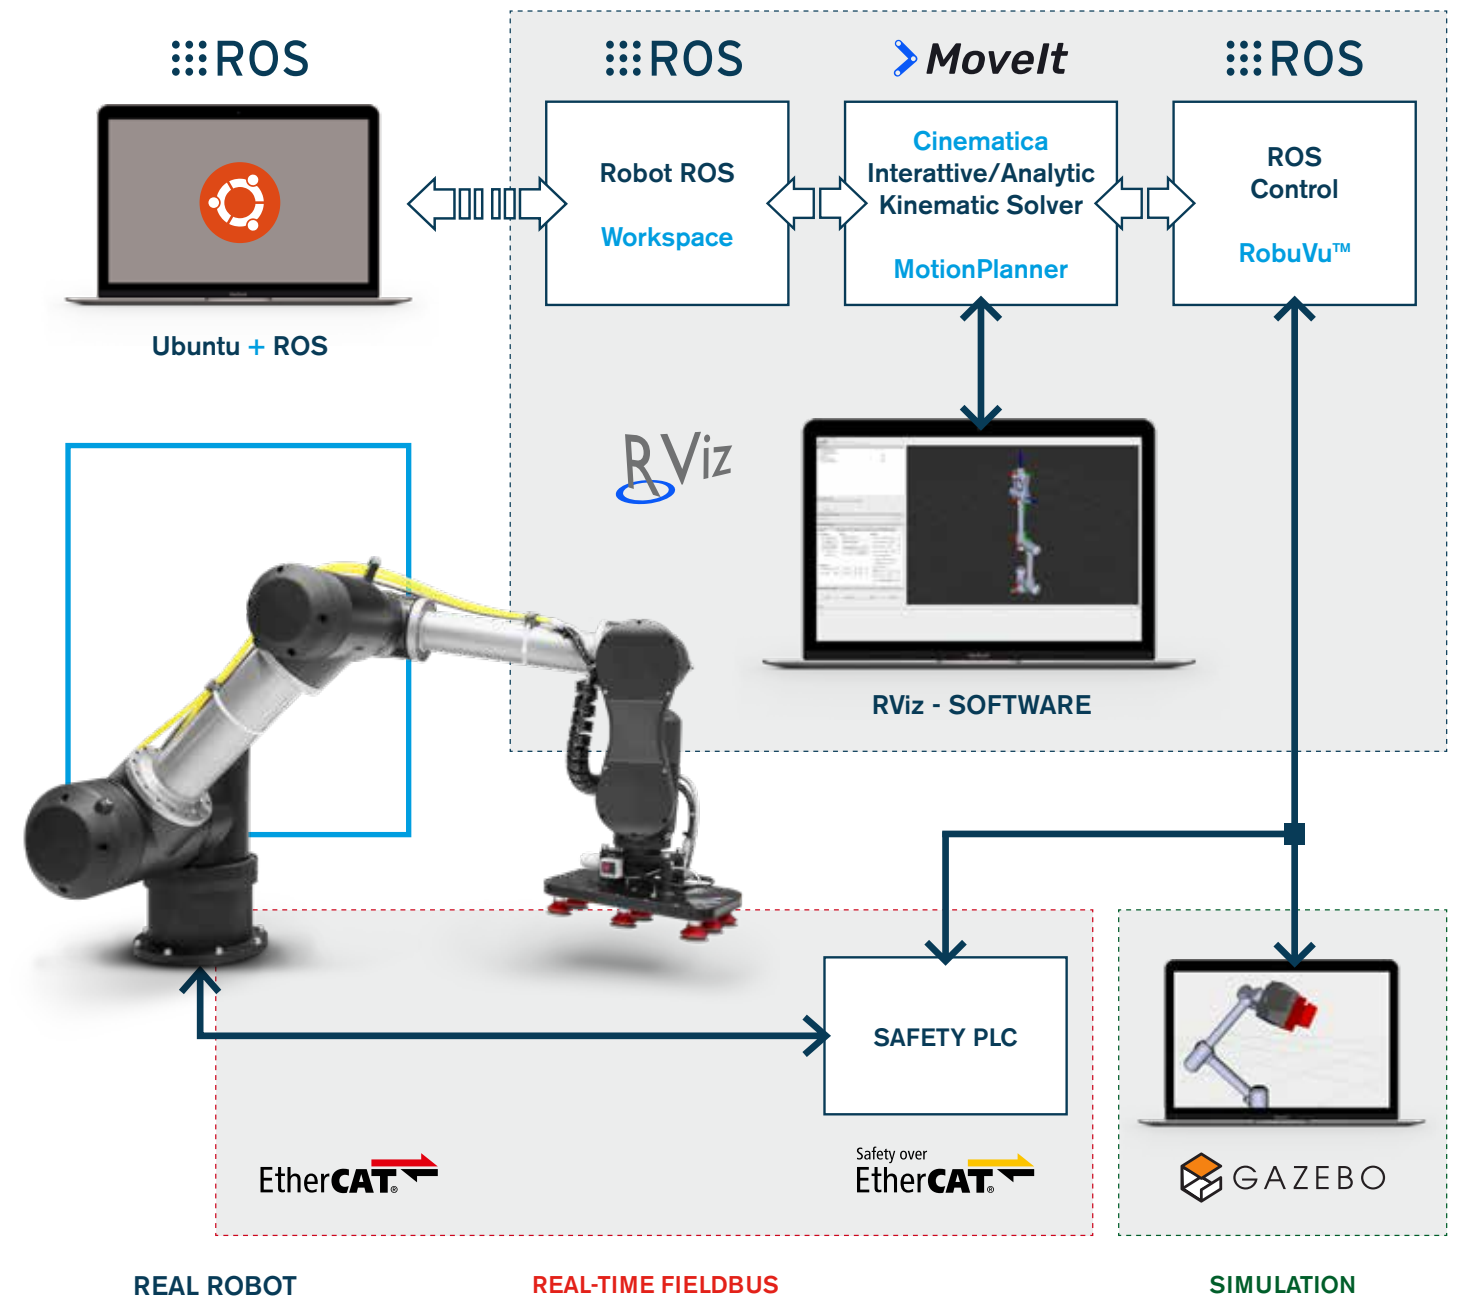 ROS
ROS
MoveIt
ROS
Robot ROS
Workspace
Cinematica
Interattive/Analytic
Kinematic Solver
MotionPlanner
ROS
Control
RobuVu™
Ubuntu + ROS
RViz
RViz - SOFTWARE
SAFETY PLC
EtherCAT®
Safety over
EtherCAT®
GAZEBO
REAL ROBOT
REAL-TIME FIELDBUS
SIMULATION